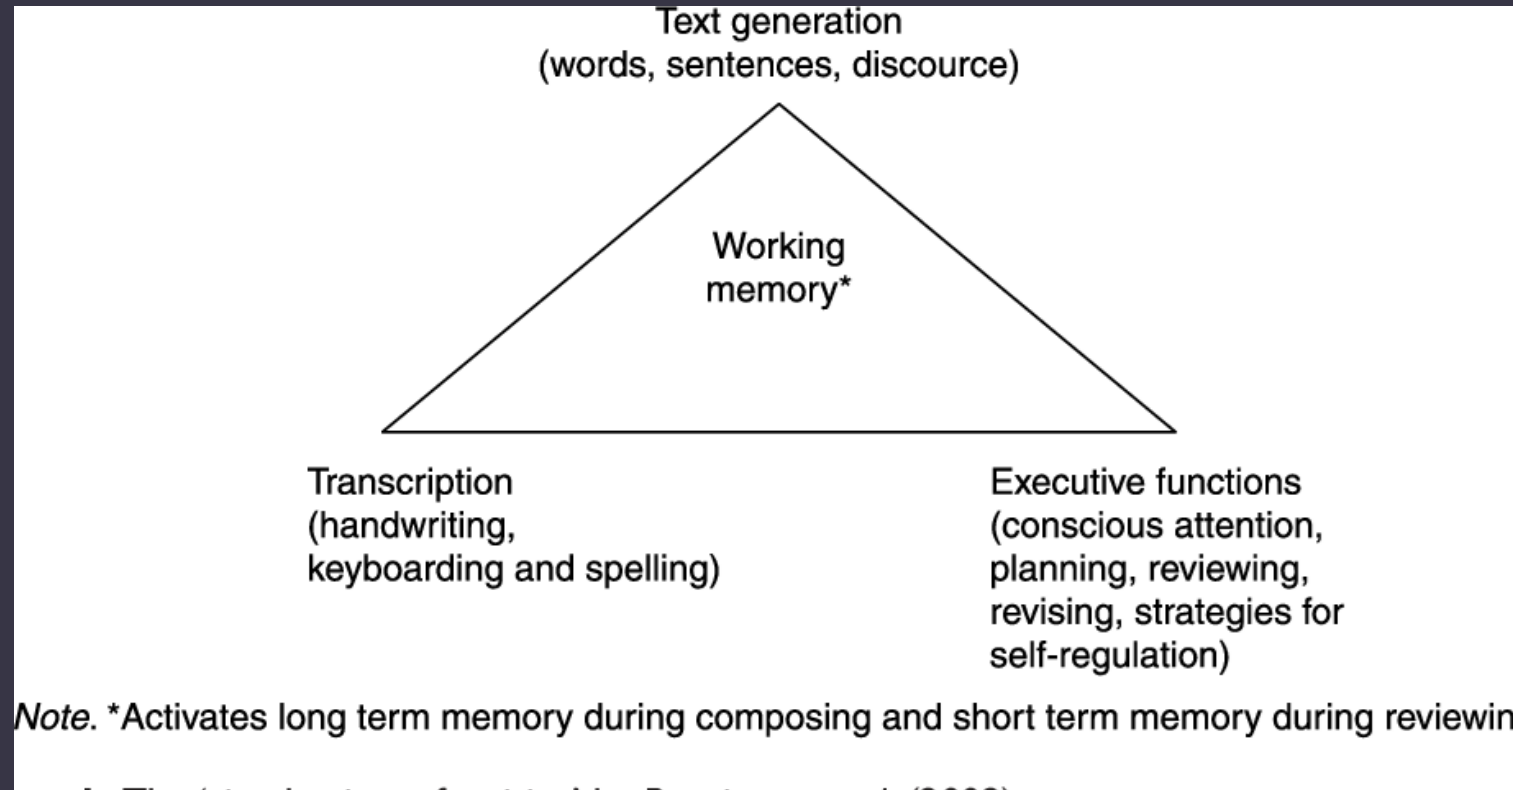 Text generation
(words, sentences, discource)
Working
memory*
Transcription
(handwriting,
keyboarding and spelling)
Executive functions
(conscious attention,
planning, reviewing,
revising, strategies for
self-regulation)
Note. *Activates long term memory during composing and short term memory during reviewin